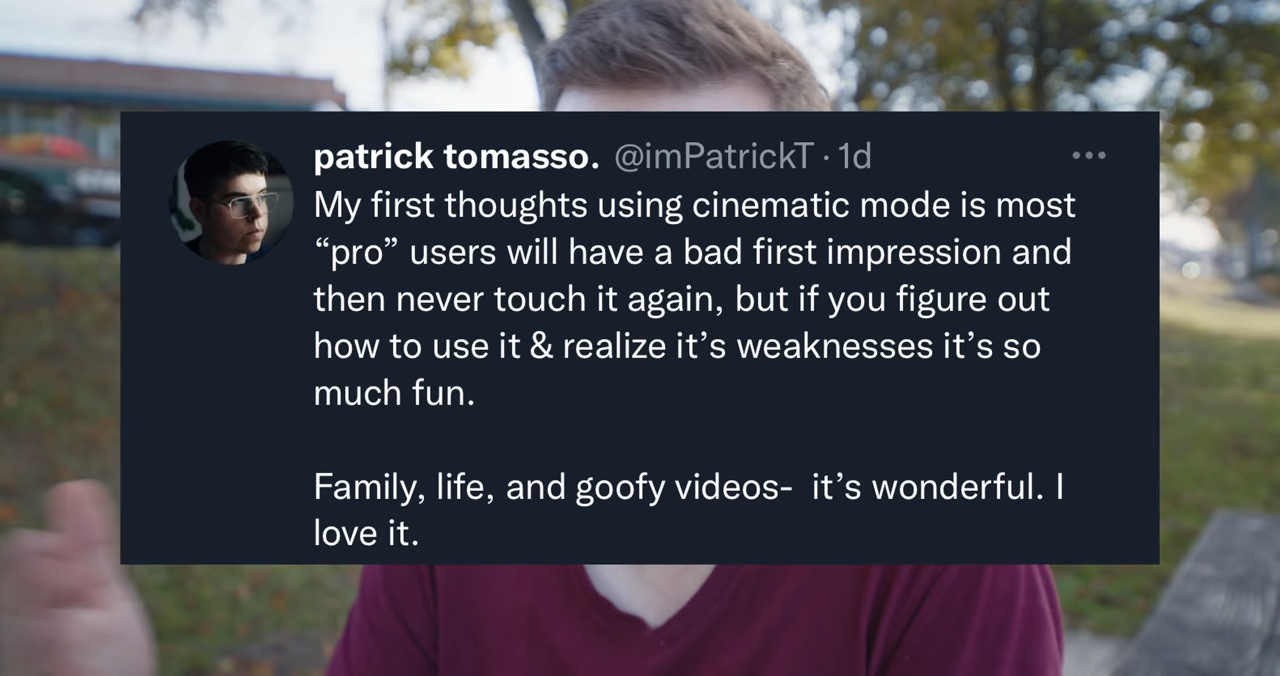 patrick tomasso. @imPatrickT · 1d
My first thoughts using cinematic mode is most
“pro” users will have a bad first impression and
then never touch it again, but if you figure out
how to use it & realize it’s weaknesses it’s so
much fun.
Family, life, and goofy videos-  it’s wonderful. I
love it.